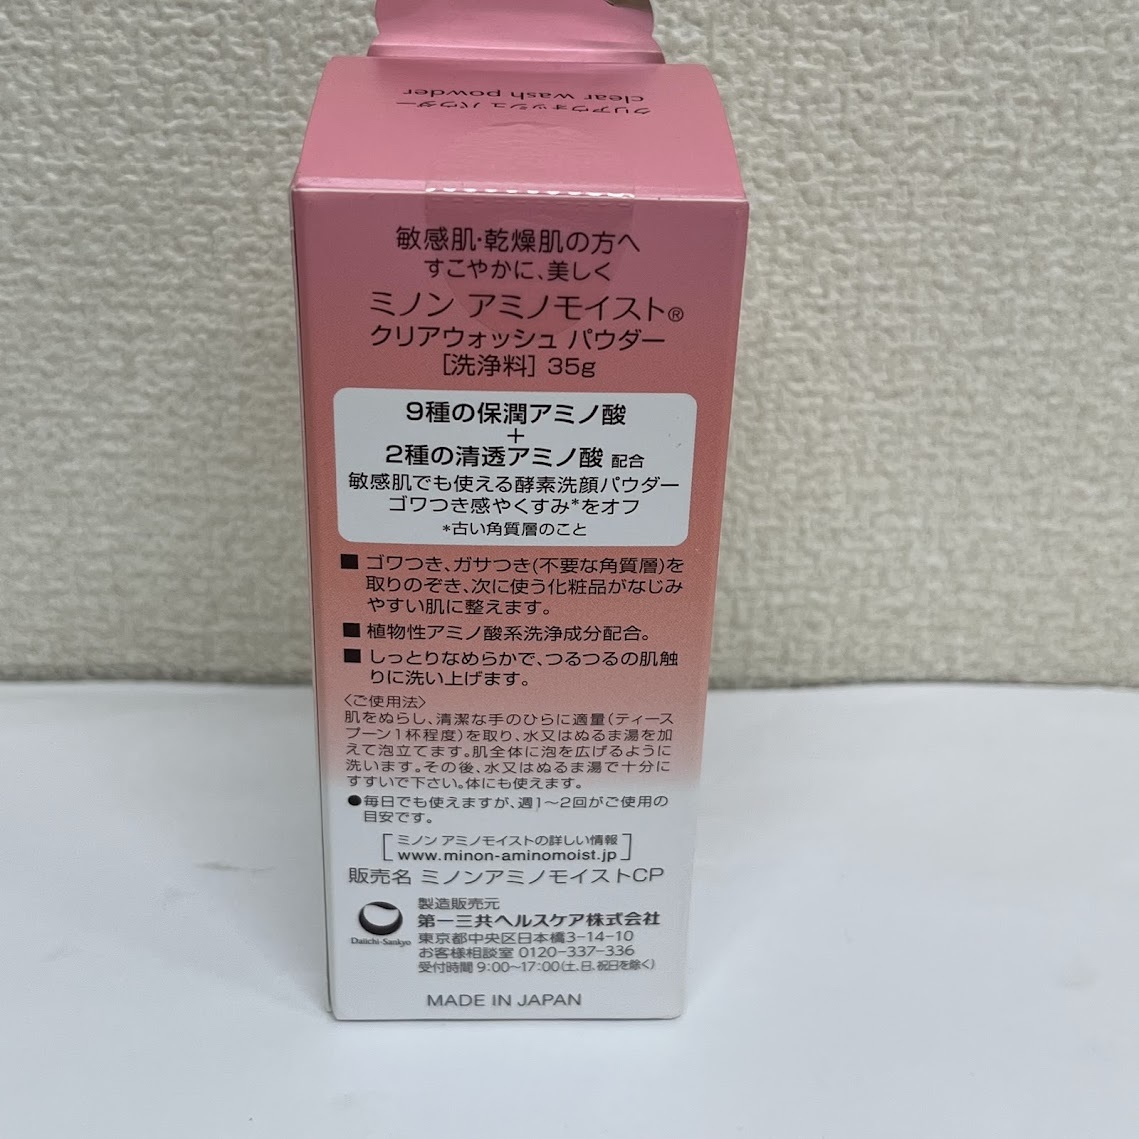 クリアウォッシュ パウダー
clear wash powder
敏感肌・乾燥肌の方へ
すこやかに、美しく
ミノン アミノモイスト®
クリアウォッシュ パウダー
[洗浄料] 35g
9種の保潤アミノ酸
+
2種の清透アミノ酸 配合
敏感肌でも使える酵素洗顔パウダー
ゴワつき感やくすみ*をオフ
*古い角質層のこと
■ ゴワつき、ガサつき(不要な角質層)を
取りのぞき、次に使う化粧品がなじみ
やすい肌に整えます。
■ 植物性アミノ酸系洗浄成分配合。
■ しっとりなめらかで、つるつるの肌触
りに洗い上げます。
〈ご使用法〉
肌をぬらし、清潔な手のひらに適量(ティース
プーン1杯程度)を取り、水又はぬるま湯を加
えて泡立てます。肌全体に泡を広げるように
洗います。その後、水又はぬるま湯で十分に
すすいで下さい。体にも使えます。
●毎日でも使えますが、週1〜2回がご使用の
目安です。
ミノン アミノモイストの詳しい情報
www.minon-aminomoist.jp
販売名 ミノンアミノモイストCP
製造販売元
第一三共ヘルスケア株式会社
Daiichi-Sankyo
東京都中央区日本橋3-14-10
お客様相談室 0120-337-336
受付時間 9:00〜17:00(土、日、祝日を除く)
MADE IN JAPAN